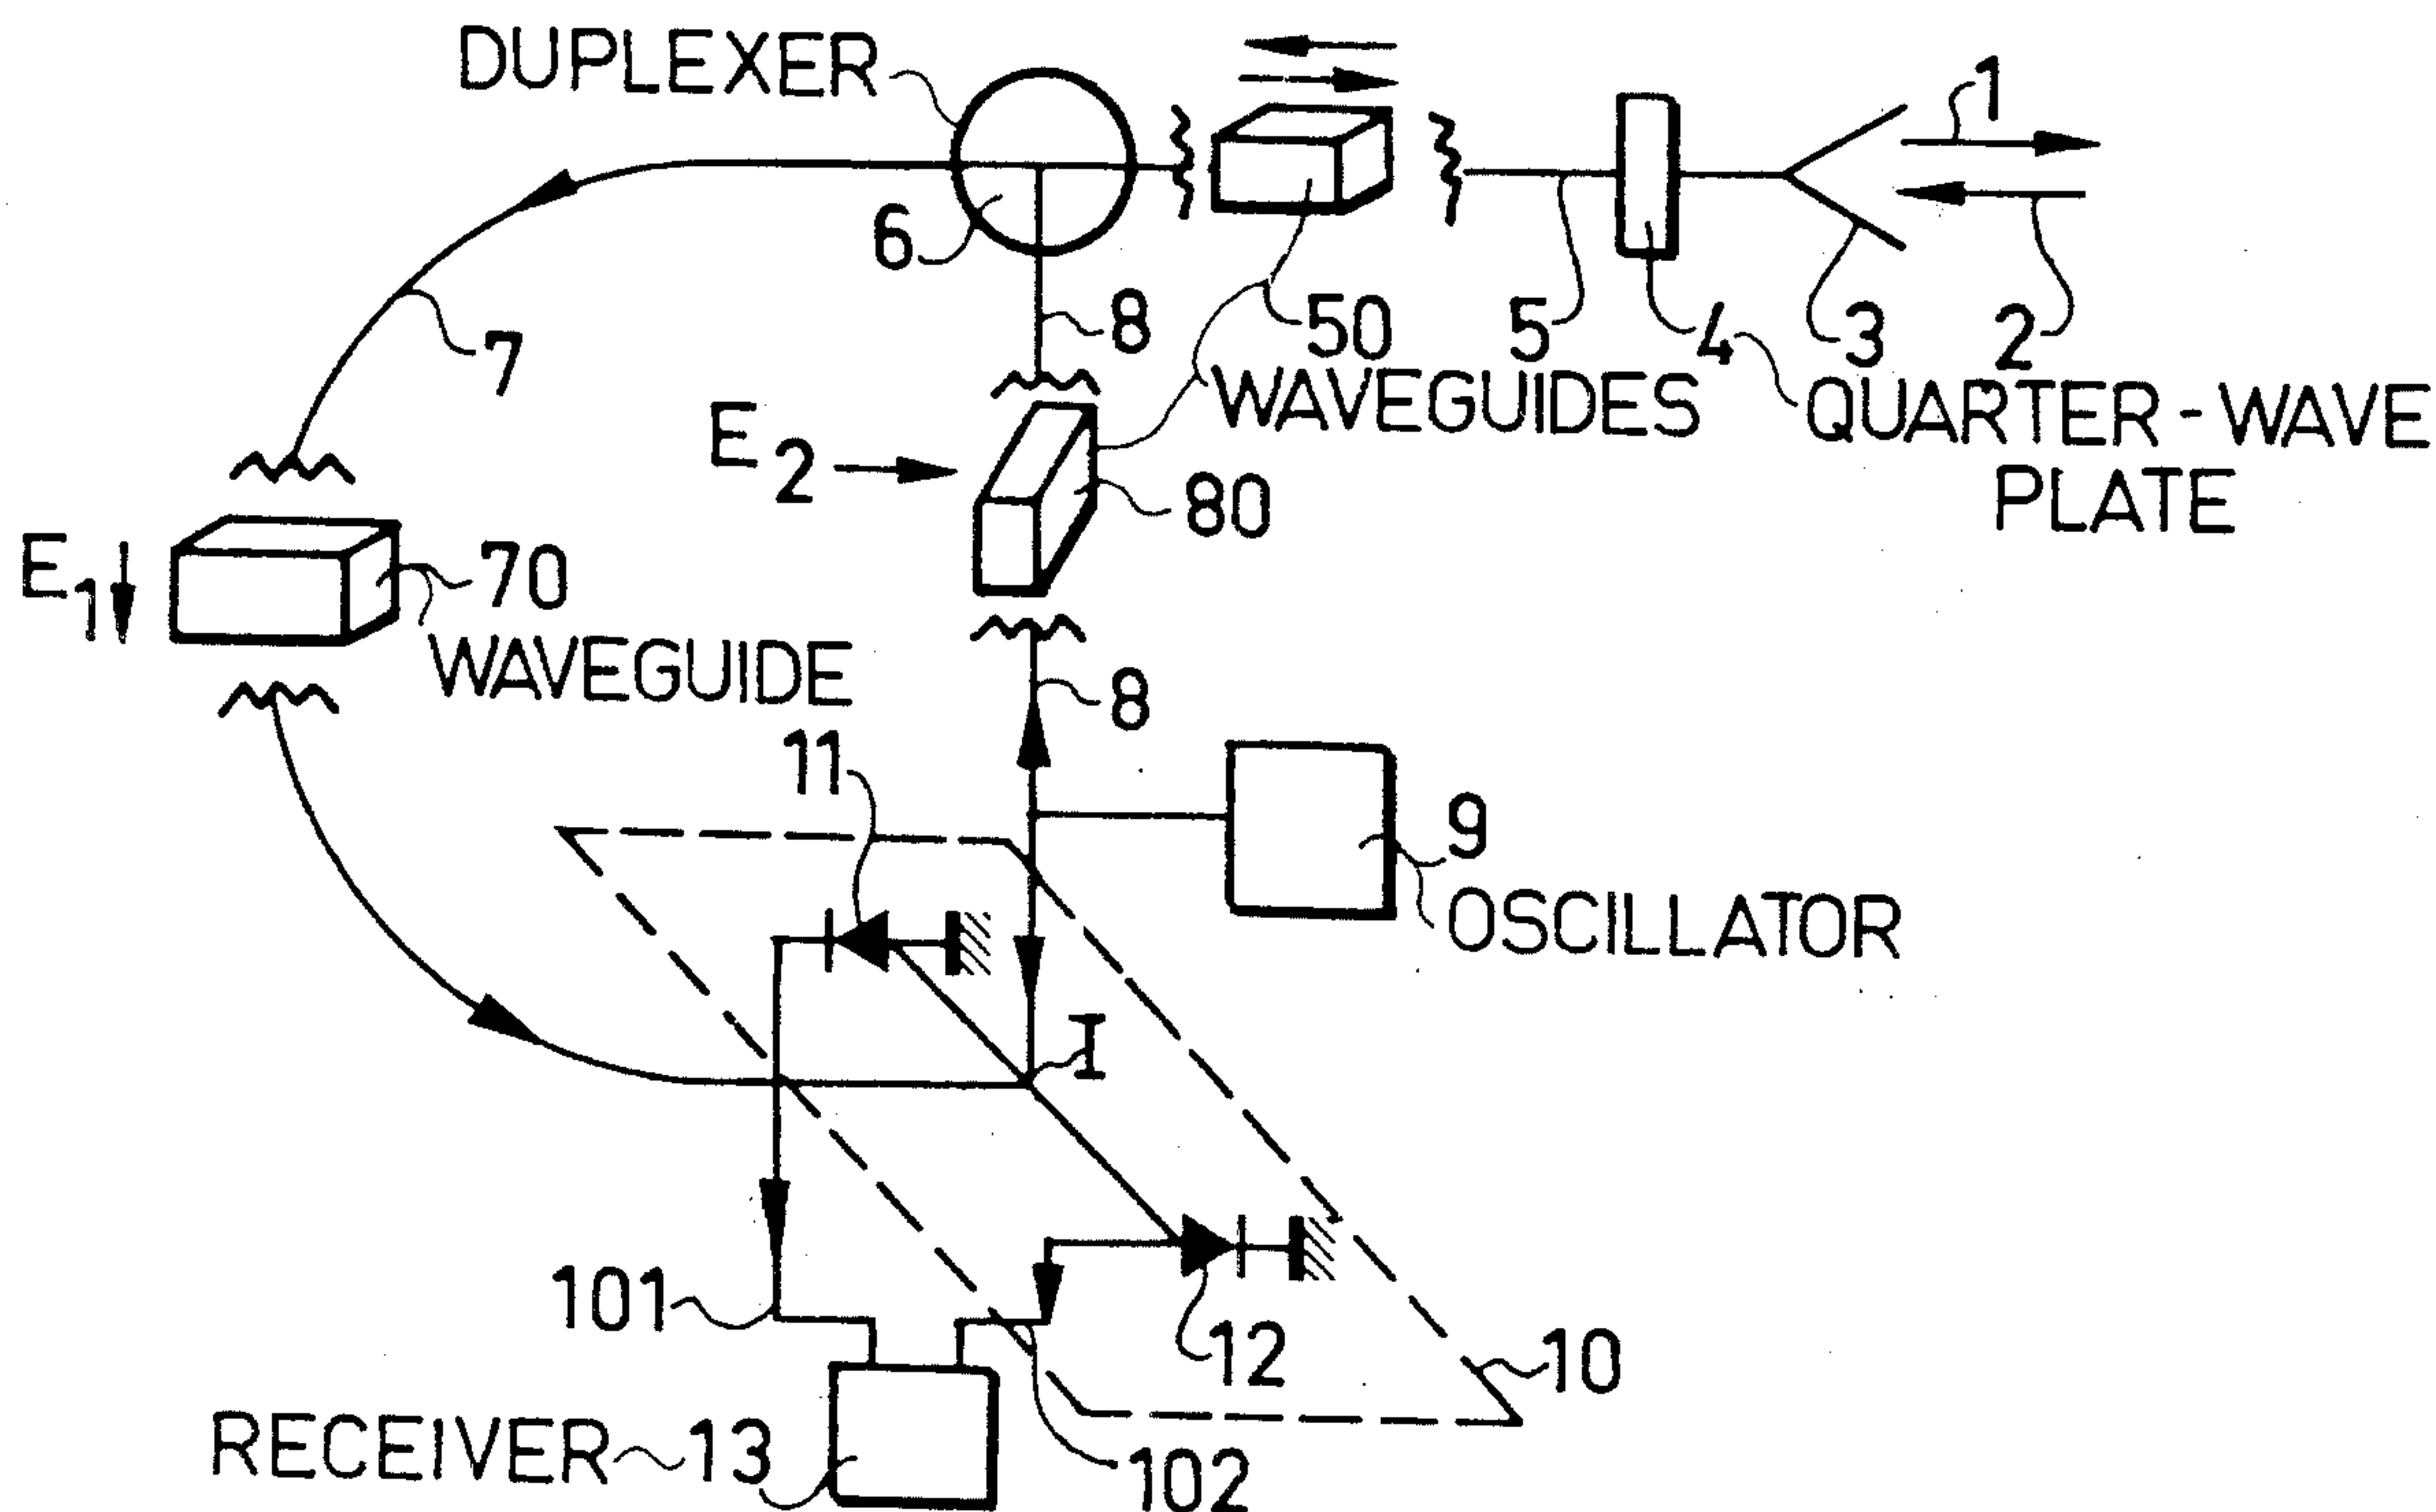 DUPLEXER
1
6
8
50
5
4
3
2
7
WAVEGUIDES
QUARTER-WAVE
PLATE
E2
80
E1
70
WAVEGUIDE
8
11
9
OSCILLATOR
I
101
12
10
RECEIVER
13
102